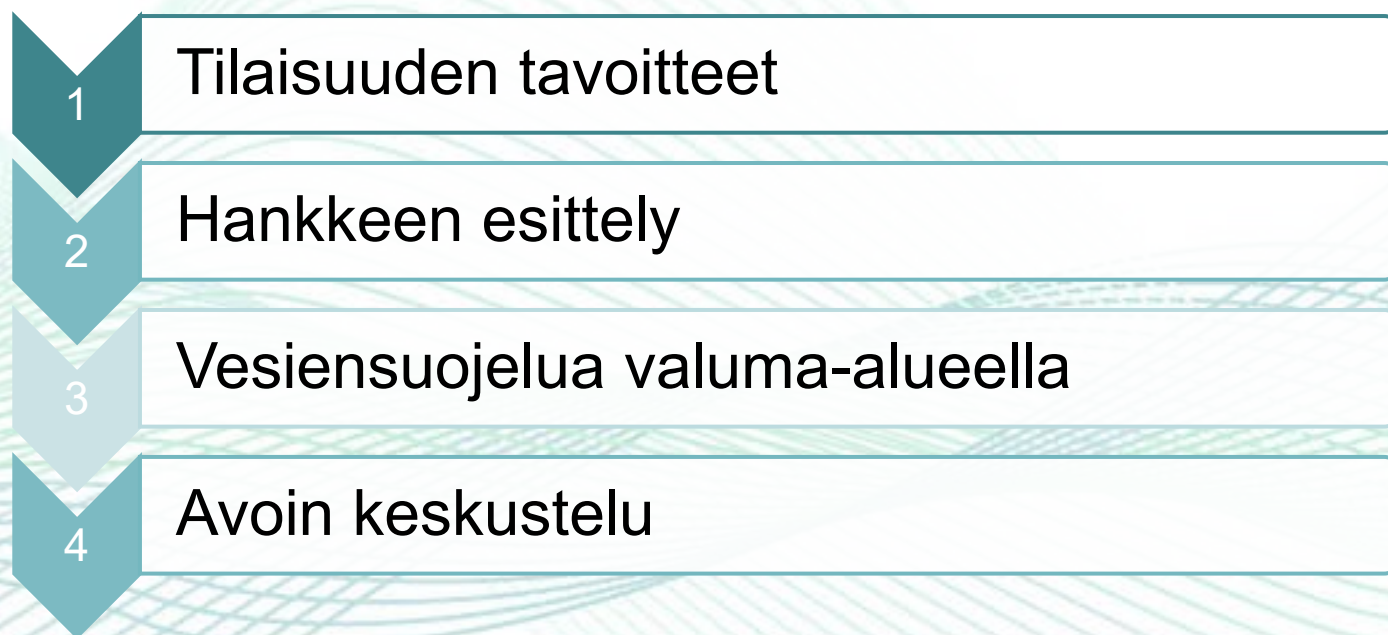 1
Tilaisuuden tavoitteet
2
Hankkeen esittely
3
Vesiensuojelua valuma-alueella
4
Avoin keskustelu